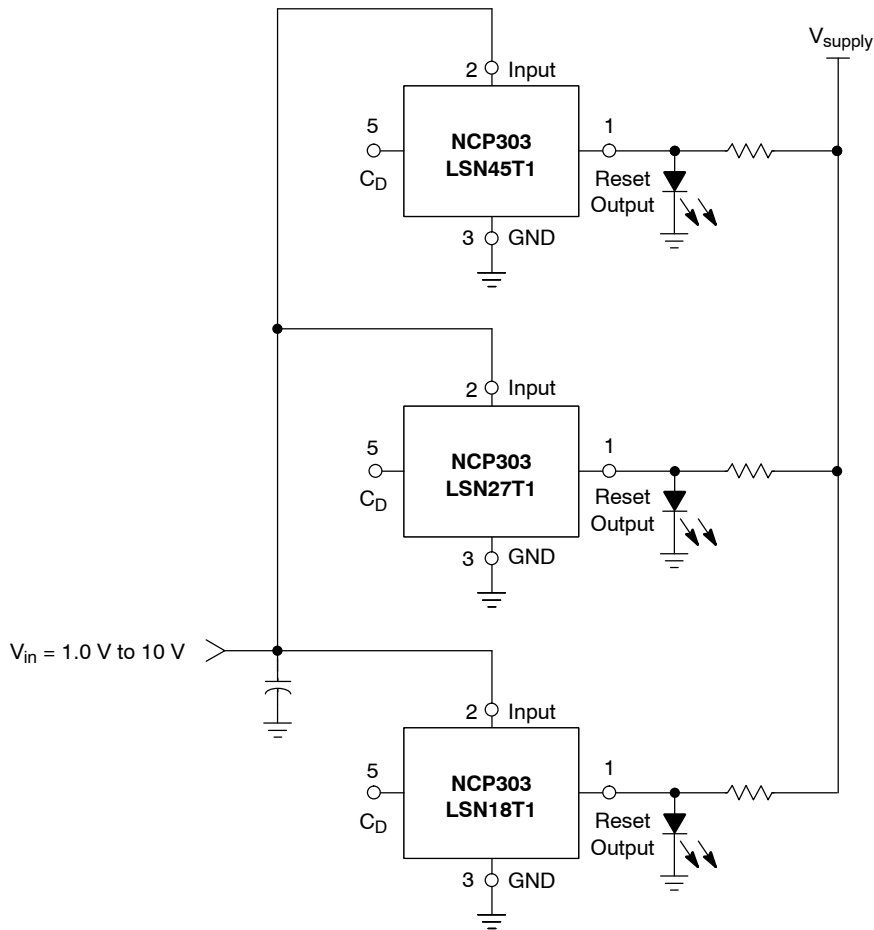 V_supply
2 Input
5
1
NCP303
LSN45T1
C_D
Reset
Output
3 GND
2 Input
5
1
NCP303
LSN27T1
C_D
Reset
Output
3 GND
V_in = 1.0 V to 10 V
2 Input
5
1
NCP303
LSN18T1
C_D
Reset
Output
3 GND